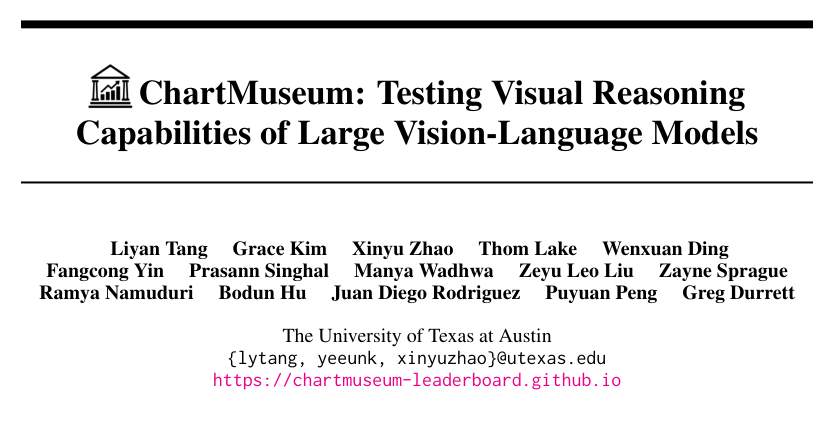 ChartMuseum: Testing Visual Reasoning
Capabilities of Large Vision-Language Models
Liyan Tang Grace Kim Xinyu Zhao Thom Lake Wenxuan Ding
Fangcong Yin Prasann Singhal Manya Wadhwa Zeyu Leo Liu Zayne Sprague
Ramya Namuduri Bodun Hu Juan Diego Rodriguez Puyuan Peng Greg Durrett
The University of Texas at Austin
{lytang, yeeunk, xinyuzhao}@utexas.edu
https://chartmuseum-leaderboard.github.io